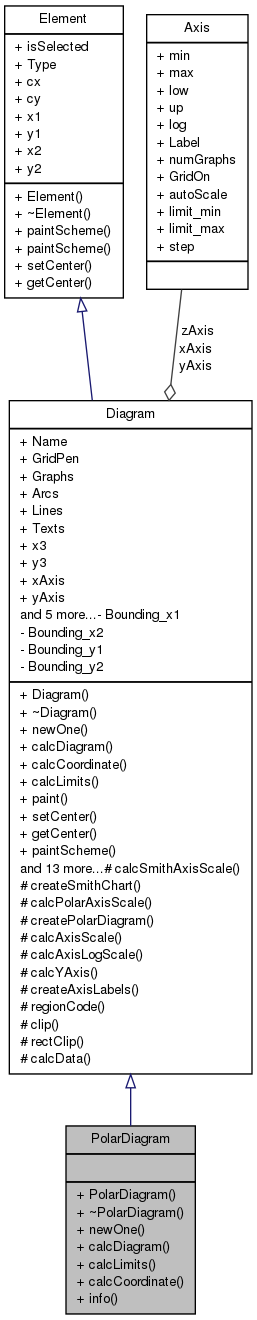 Element
+ isSelected
+ Type
+ cx
+ cy
+ x1
+ y1
+ x2
+ y2
+ Element()
+ ~Element()
+ paintScheme()
+ paintScheme()
+ setCenter()
+ getCenter()
Axis
+ min
+ max
+ low
+ up
+ log
+ Label
+ numGraphs
+ GridOn
+ autoScale
+ limit_min
+ limit_max
+ step
zAxis
xAxis
yAxis
Diagram
+ Name
+ GridPen
+ Graphs
+ Arcs
+ Lines
+ Texts
+ x3
+ y3
+ xAxis
+ yAxis
and 5 more...- Bounding_x1
- Bounding_x2
- Bounding_y1
- Bounding_y2
+ Diagram()
+ ~Diagram()
+ newOne()
+ calcDiagram()
+ calcCoordinate()
+ calcLimits()
+ paint()
+ setCenter()
+ getCenter()
+ paintScheme()
and 13 more...# calcSmithAxisScale()
# createSmithChart()
# calcPolarAxisScale()
# createPolarDiagram()
# calcAxisScale()
# calcAxisLogScale()
# calcYAxis()
# createAxisLabels()
# regionCode()
# clip()
# rectClip()
# calcData()
PolarDiagram
+ PolarDiagram()
+ ~PolarDiagram()
+ newOne()
+ calcDiagram()
+ calcLimits()
+ calcCoordinate()
+ info()